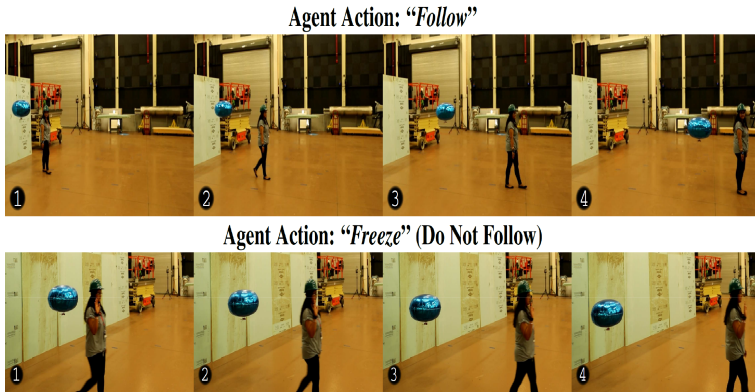 Agent Action: “Follow”
1 2 3 4
Agent Action: “Freeze” (Do Not Follow)
1 2 3 4